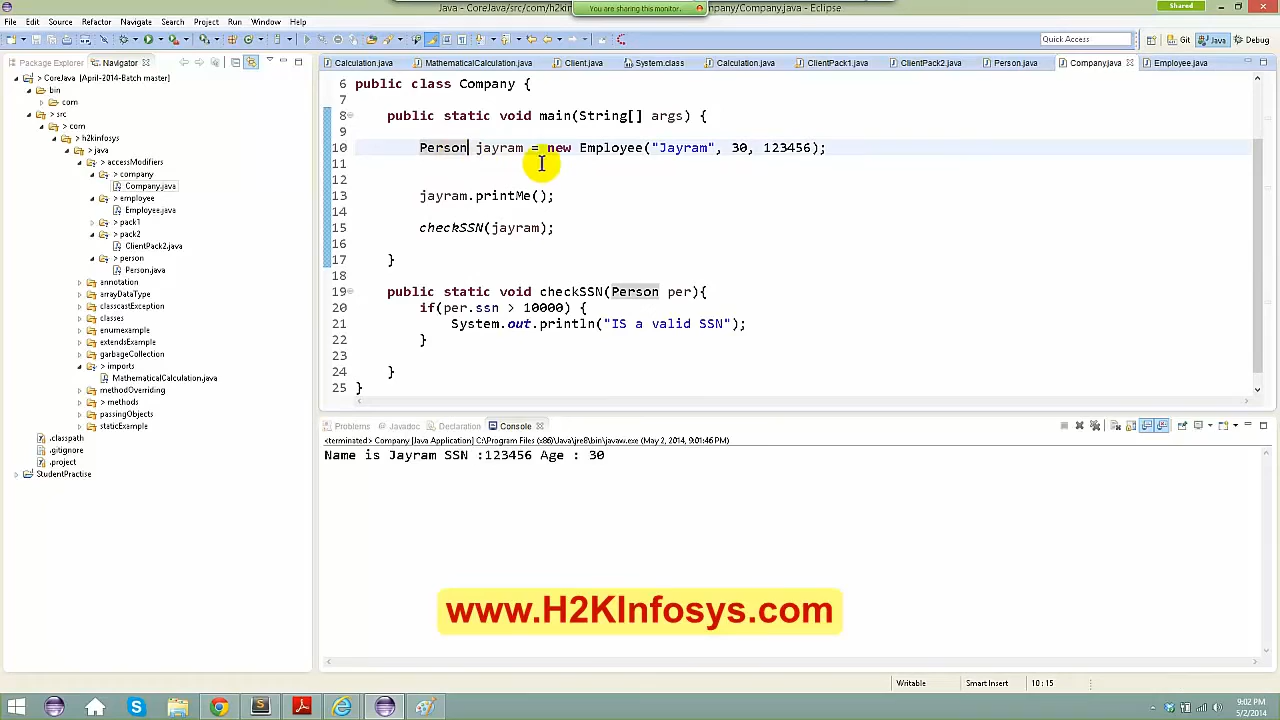 Java - CoreJava/src/com/h2kin
You are sharing this monitor.
mpany/Company.java - Eclipse
Shared
File Edit Source Refactor Navigate Search Project Run Window Help
Quick Access
Git Java Debug
Package Explorer Navigator
Calculation.java MathematicalCalculation.java Client.java System.class Calculation.java ClientPack1.java ClientPack2.java Person.java Company.java Employee.java
> CoreJava [April-2014-Batch master]
bin
> com
> src
> com
> h2kinfosys
> java
> accessModifiers
> company
Company.java
> employee
Employee.java
> pack1
> pack2
ClientPack2.java
> person
Person.java
annotation
arrayDataType
classcastException
classes
enumexample
extendsExample
garbageCollection
> imports
MathematicalCalculation.java
methodOverriding
> methods
passingObjects
staticExample
.classpath
.gitignore
.project
StudentPractise
6 public class Company {
7
8 public static void main(String[] args) {
9
10 Person jayram = new Employee("Jayram", 30, 123456);
11
12
13 jayram.printMe();
14
15 checkSSN(jayram);
16
17 }
18
19 public static void checkSSN(Person per){
20 if(per.ssn > 10000) {
21 System.out.println("IS a valid SSN");
22 }
23
24 }
25 }
Problems Javadoc Declaration Console
<terminated> Company [Java Application] C:\Program Files (x86)\Java\jre8\bin\javaw.exe (May 2, 2014, 9:01:46 PM)
Name is Jayram SSN :123456 Age : 30
www.H2KInfosys.com
Writable Smart Insert 10 : 15
9:02 PM
5/2/2014